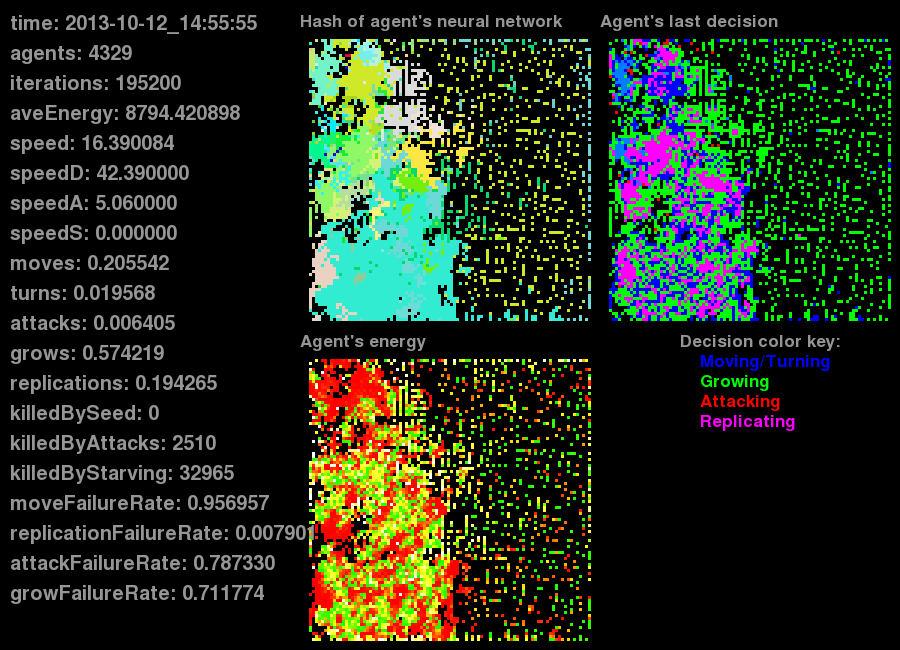 time: 2013-10-12_14:55:55
agents: 4329
iterations: 195200
aveEnergy: 8794.420898
speed: 16.390084
speedD: 42.390000
speedA: 5.060000
speedS: 0.000000
moves: 0.205542
turns: 0.019568
attacks: 0.006405
grows: 0.574219
replications: 0.194265
killedBySeed: 0
killedByAttacks: 2510
killedByStarving: 32965
moveFailureRate: 0.956957
replicationFailureRate: 0.007901
attackFailureRate: 0.787330
growFailureRate: 0.711774
Hash of agent's neural network
Agent's last decision
Agent's energy
Decision color key:
Moving/Turning
Growing
Attacking
Replicating